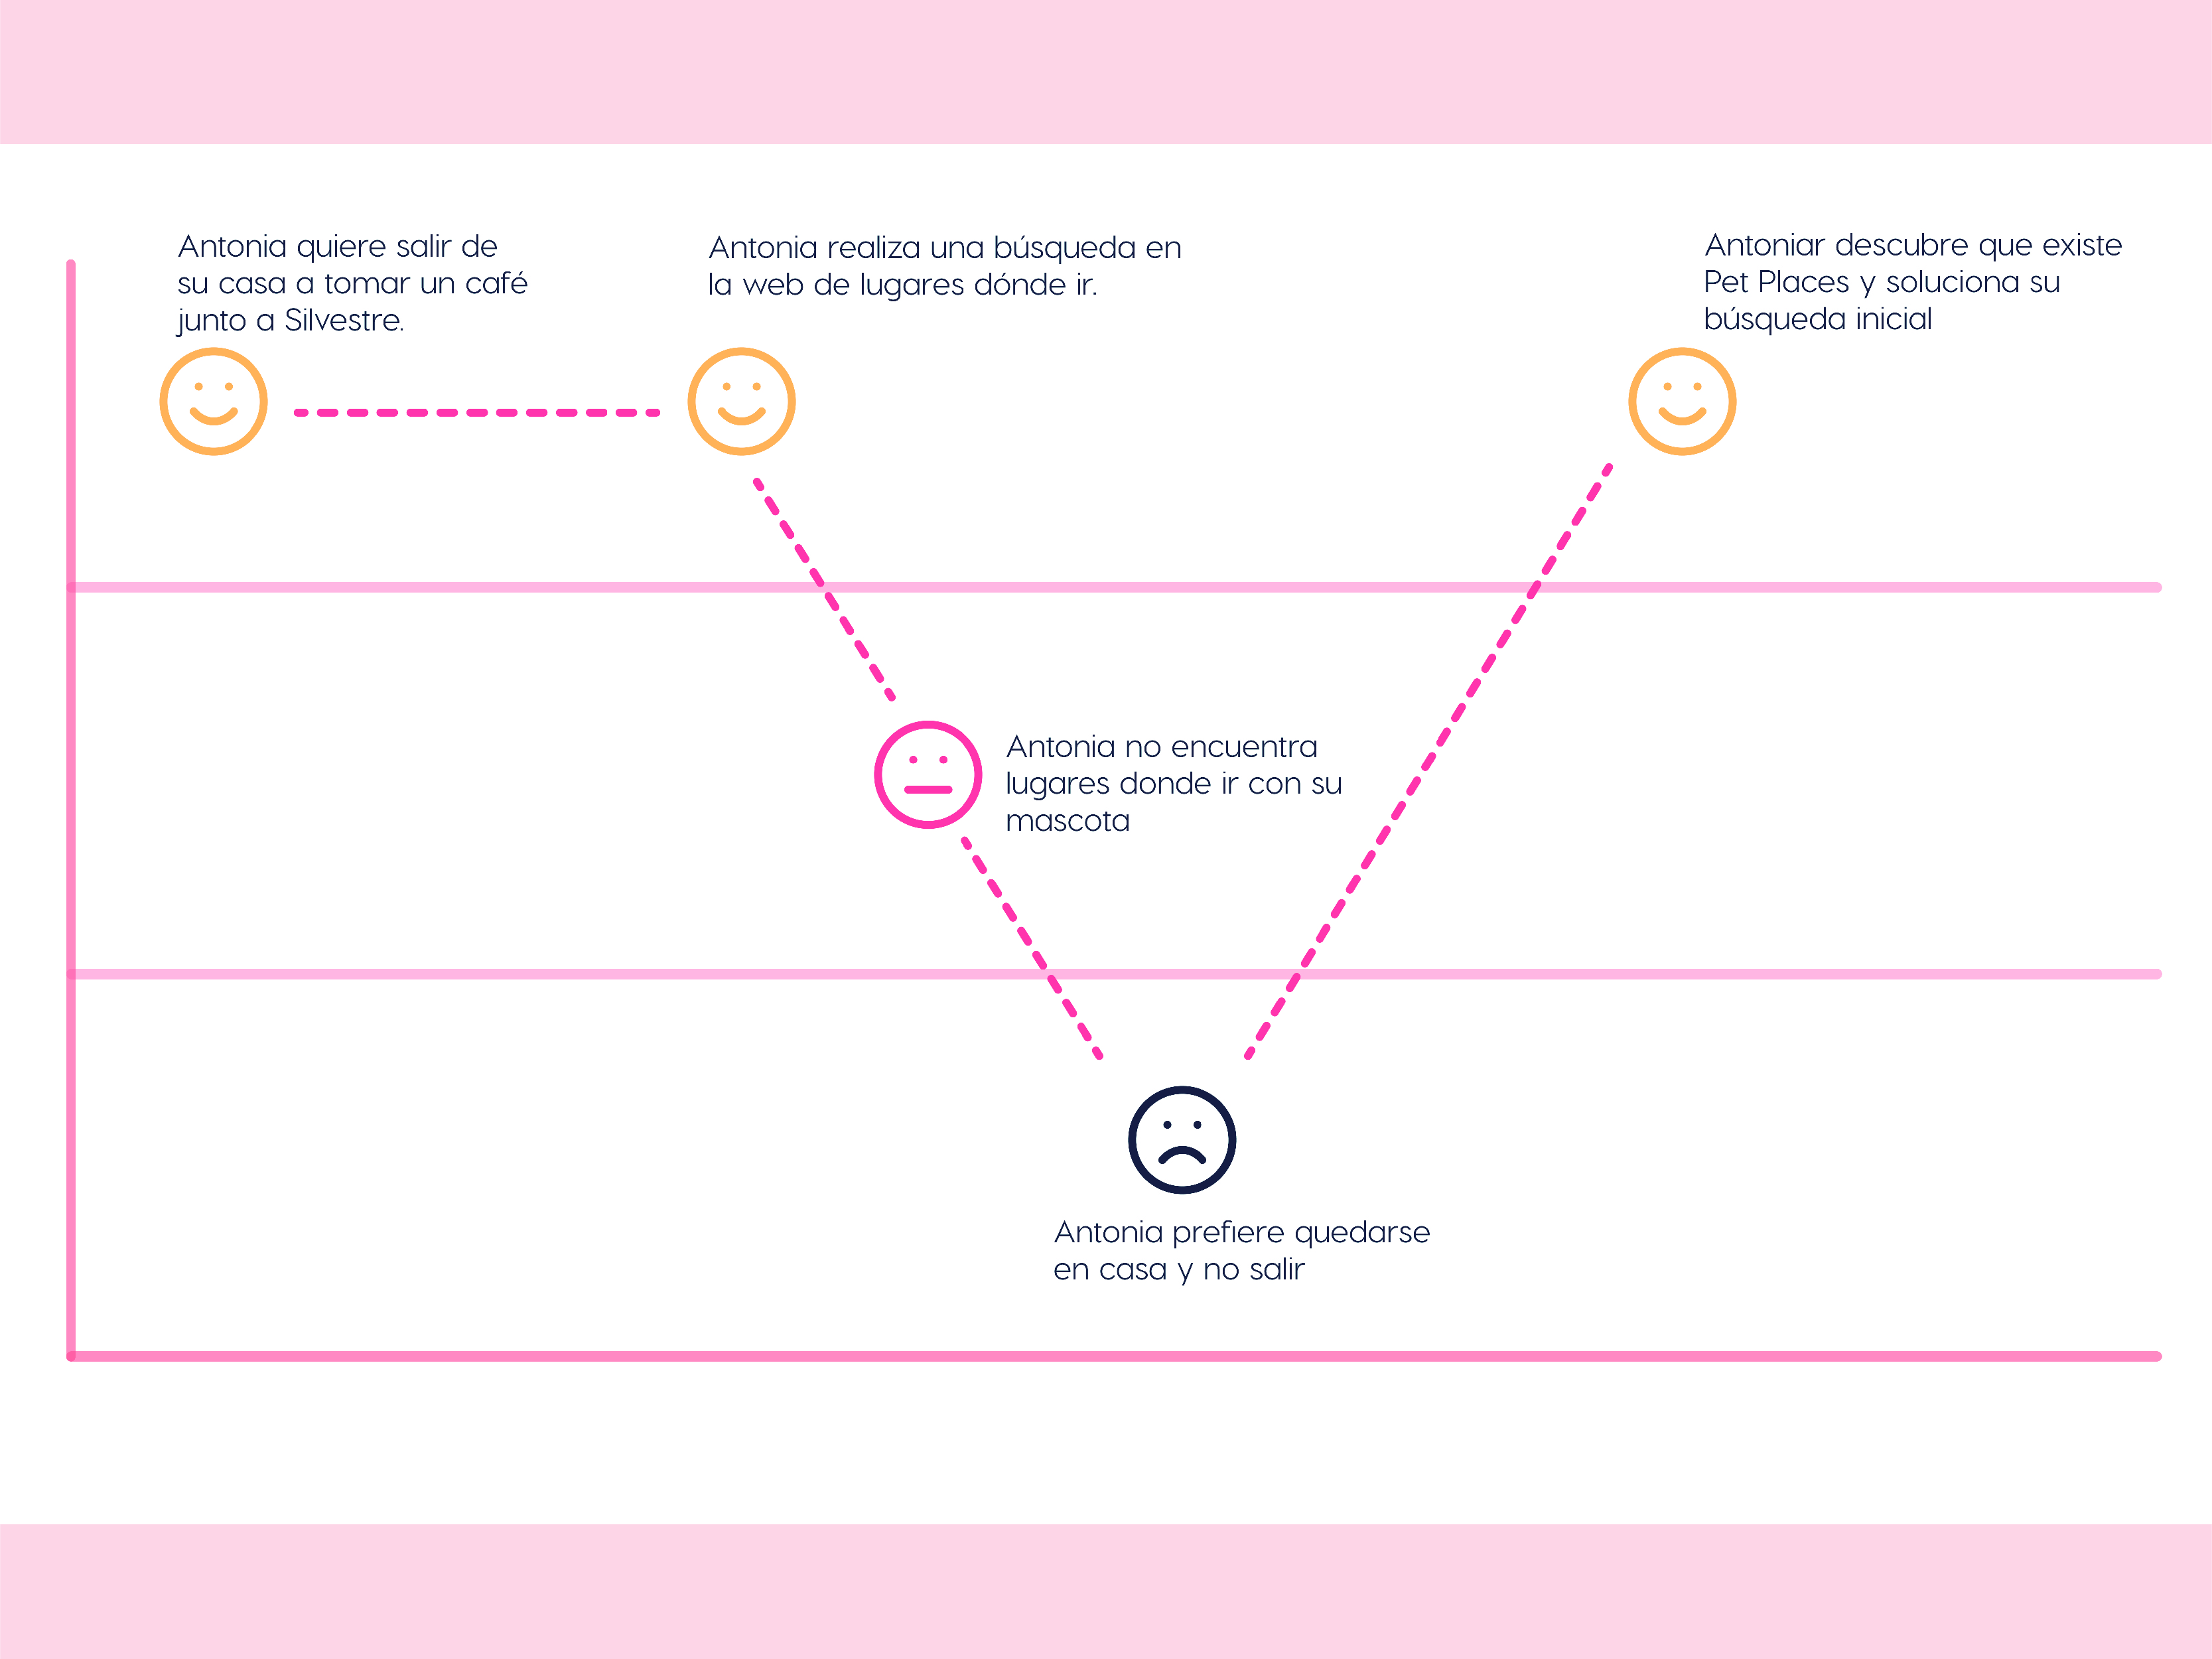 Antonia quiere salir de
su casa a tomar un café
junto a Silvestre.
Antonia realiza una búsqueda en
la web de lugares dónde ir.
Antoniar descubre que existe
Pet Places y soluciona su
búsqueda inicial
Antonia no encuentra
lugares donde ir con su
mascota
Antonia prefiere quedarse
en casa y no salir